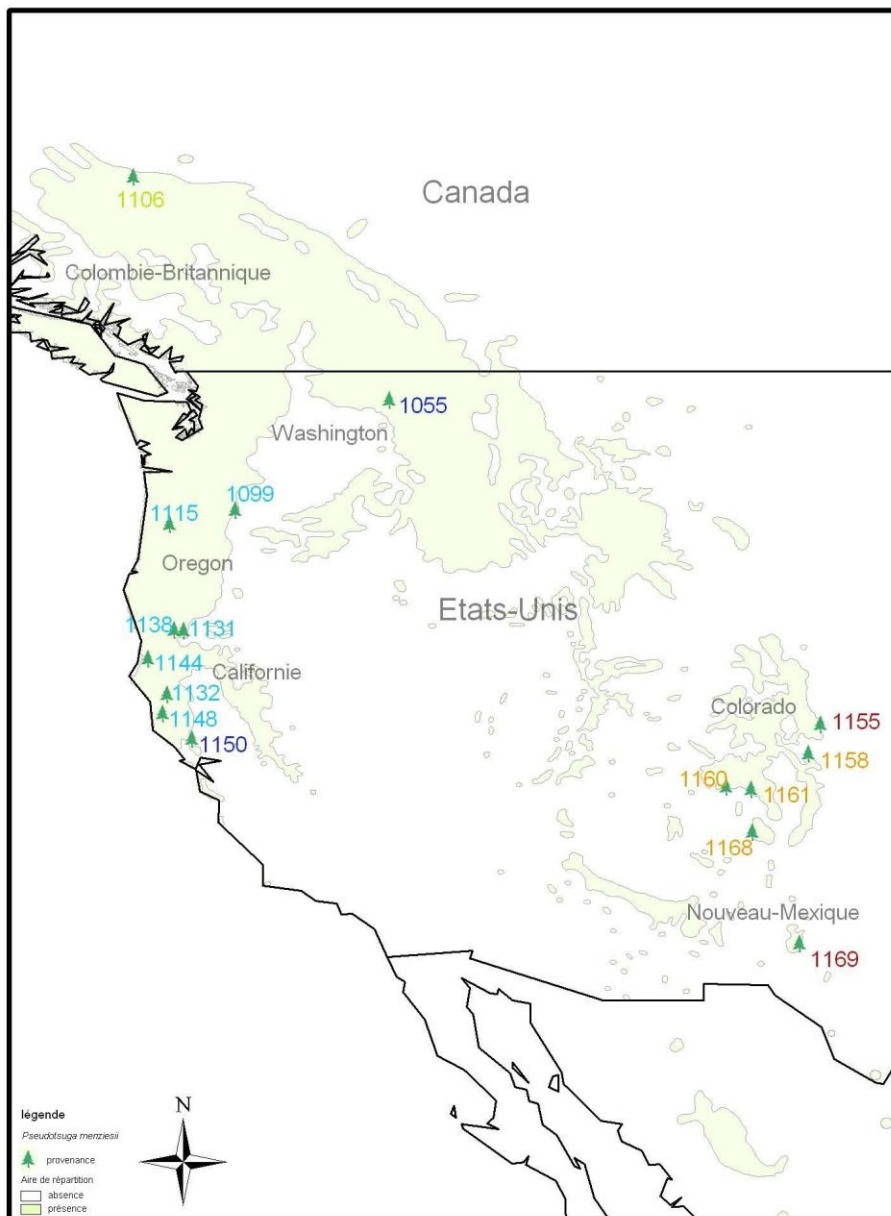 Canada
1106
Colombie-Britannique
1055
Washington
1099
1115
Oregon
Etats-Unis
1138
1131
1144
Californie
1132
1148
1150
Colorado
1155
1158
1160
1161
1168
Nouveau-Mexique
1169
N
légende
Pseudotsuga menziesii
provenance
Aire de répartition
absence
présence